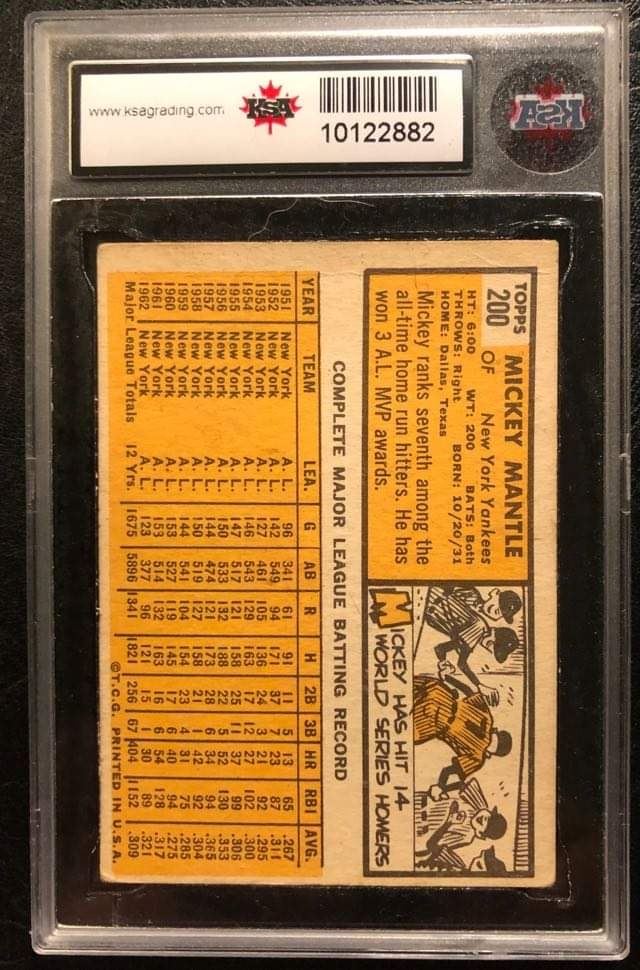 www.ksagrading.com
KSA
10122882
KSA
TOPPS
200
MICKEY MANTLE
OF New York Yankees
HT: 6:00 WT: 200 BATS: Both
THROWS: Right BORN: 10/20/31
HOME: Dallas, Texas
Mickey ranks seventh among the
all-time home run hitters. He has
won 3 A.L. MVP awards.
7
MICKEY HAS HIT 14
WORLD SERIES HOMERS
COMPLETE MAJOR LEAGUE BATTING RECORD
YEAR TEAM LEA. G AB R H 2B 3B HR RBI AVG.
1951 New York A. L. 96 341 61 91 11 5 13 65 .267
1952 New York A. L. 142 549 94 171 37 7 23 87 .311
1953 New York A. L. 127 461 105 136 24 3 21 92 .295
1954 New York A. L. 146 543 129 163 17 12 27 102 .300
1955 New York A. L. 147 517 121 158 25 11 37 99 .306
1956 New York A. L. 150 533 132 188 22 5 52 130 .353
1957 New York A. L. 144 474 121 173 28 6 34 94 .365
1958 New York A. L. 150 519 127 158 21 1 42 97 .304
1959 New York A. L. 144 541 104 154 23 4 31 75 .285
1960 New York A. L. 153 527 119 145 17 6 40 94 .275
1961 New York A. L. 153 514 132 163 16 6 54 128 .317
1962 New York A. L. 123 377 96 121 15 1 30 89 .321
Major League Totals 12 Yrs. 1675 5896 1341 1821 256 67 404 1152 .309
©T.C.G. PRINTED IN U.S.A.